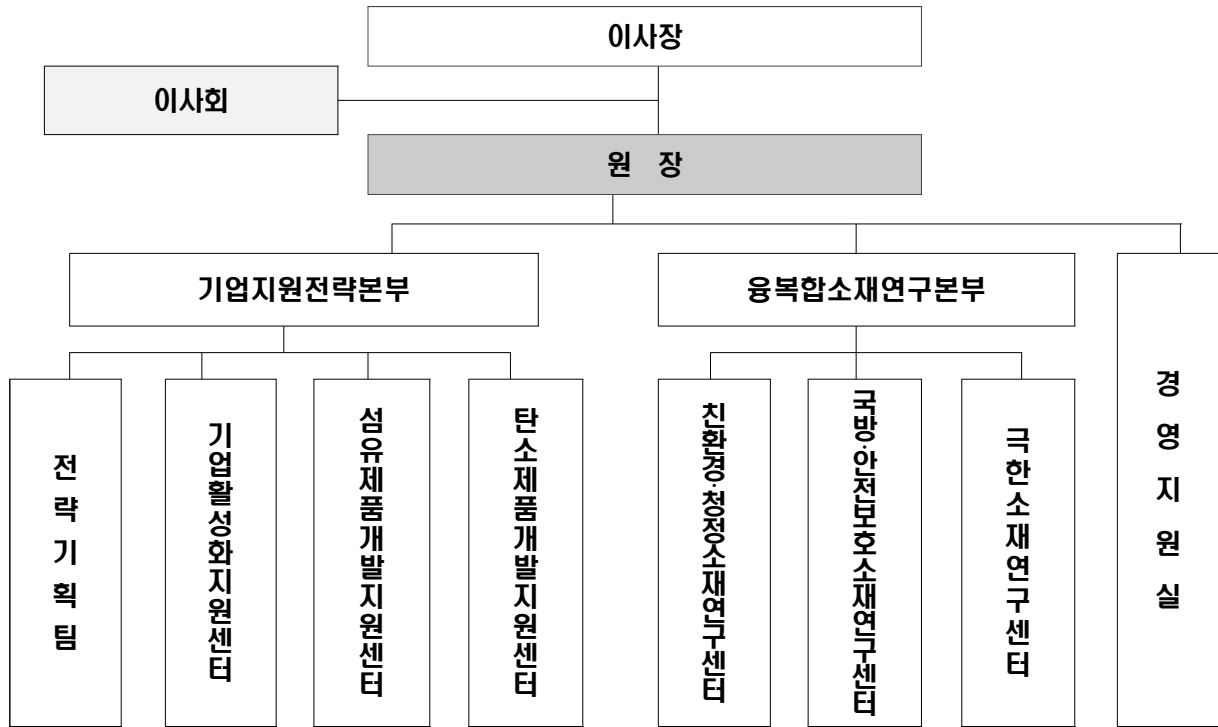 이사장
이사회
원 장
기업지원전략본부
융복합소재연구본부
전략기획팀
기업활성화지원센터
섬유제품개발지원센터
탄소제품개발지원센터
친환경·청정소재연구센터
국방·안전보호소재연구센터
극한소재연구센터
경영지원실